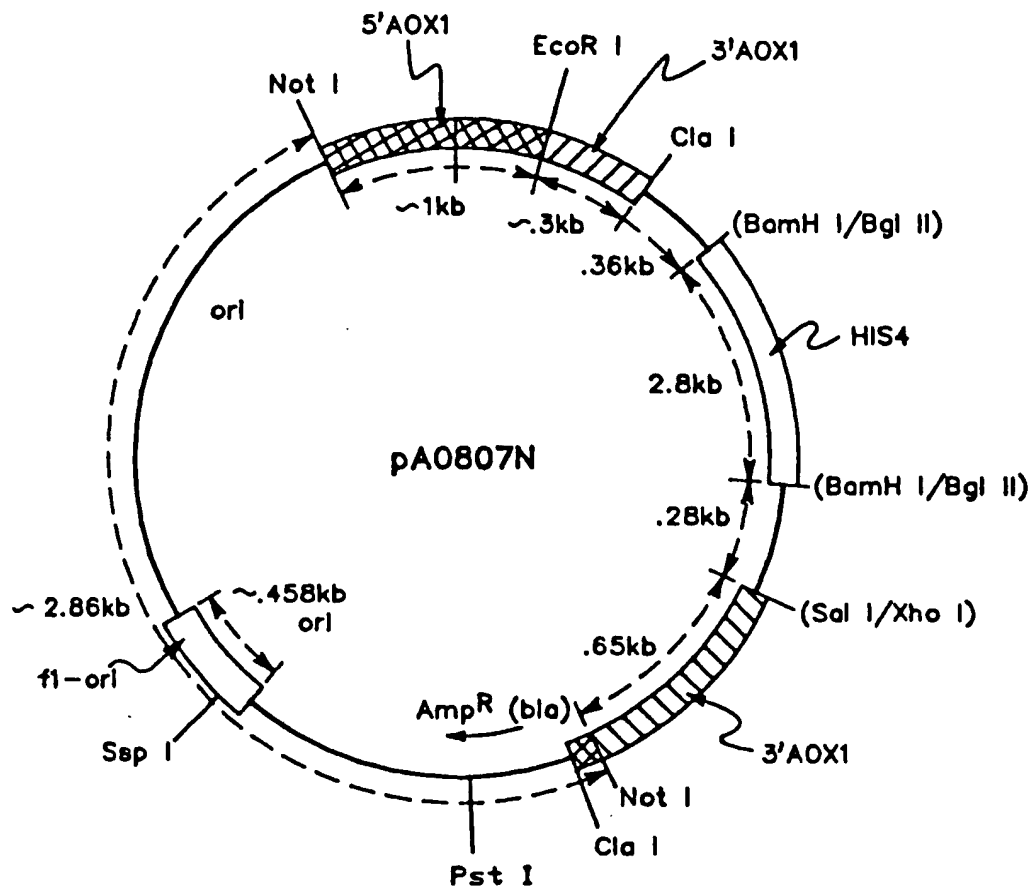 5'AOX1
EcoR I
3'AOX1
Not I
Cla I
~1kb
~.3kb
(BamH I/Bgl II)
.36kb
ori
HIS4
2.8kb
pAO807N
(BamH I/Bgl II)
.28kb
~.458kb
~ 2.86kb
ori
(Sal I/Xho I)
.65kb
f1-ori
AmpR (bla)
Ssp I
3'AOX1
Not I
Cla I
Pst I